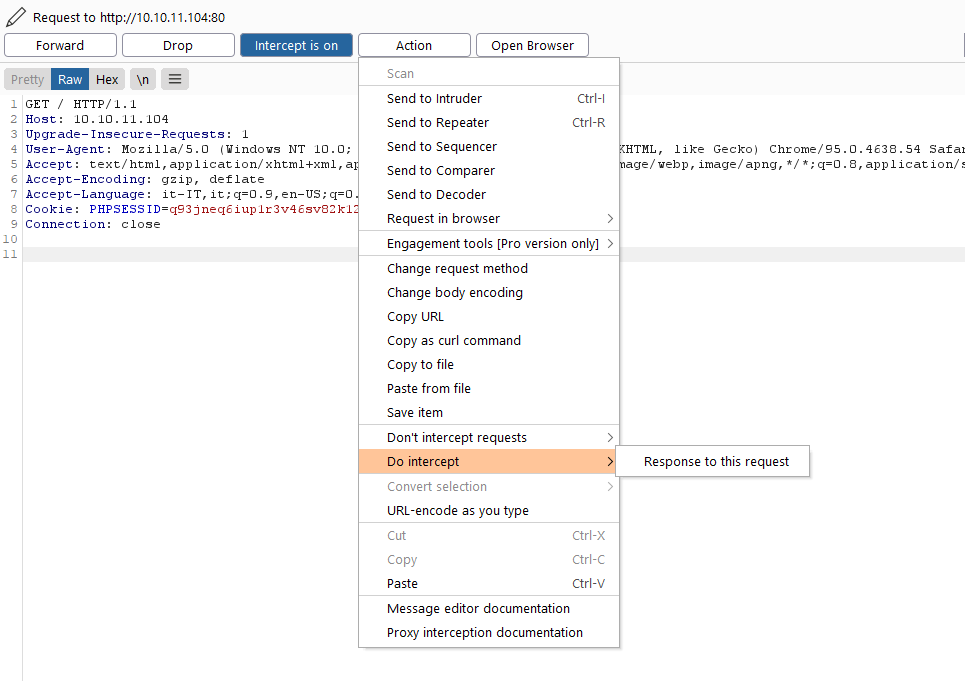 Request to http://10.10.11.104:80
Forward Drop Intercept is on Action Open Browser
Pretty Raw Hex \n
1 GET / HTTP/1.1
2 Host: 10.10.11.104
3 Upgrade-Insecure-Requests: 1
4 User-Agent: Mozilla/5.0 (Windows NT 10.0; KHTML, like Gecko) Chrome/95.0.4638.54 Safar
5 Accept: text/html,application/xhtml+xml,ap mage/webp,image/apng,*/*;q=0.8,application/s
6 Accept-Encoding: gzip, deflate
7 Accept-Language: it-IT,it;q=0.9,en-US;q=0.
8 Cookie: PHPSESSID=q93jneq6iup1r3v46sv82k12
9 Connection: close
10
11
Scan
Send to Intruder Ctrl-I
Send to Repeater Ctrl-R
Send to Sequencer
Send to Comparer
Send to Decoder
Request in browser
Engagement tools [Pro version only]
Change request method
Change body encoding
Copy URL
Copy as curl command
Copy to file
Paste from file
Save item
Don't intercept requests
Do intercept
Response to this request
Convert selection
URL-encode as you type
Cut Ctrl-X
Copy Ctrl-C
Paste Ctrl-V
Message editor documentation
Proxy interception documentation